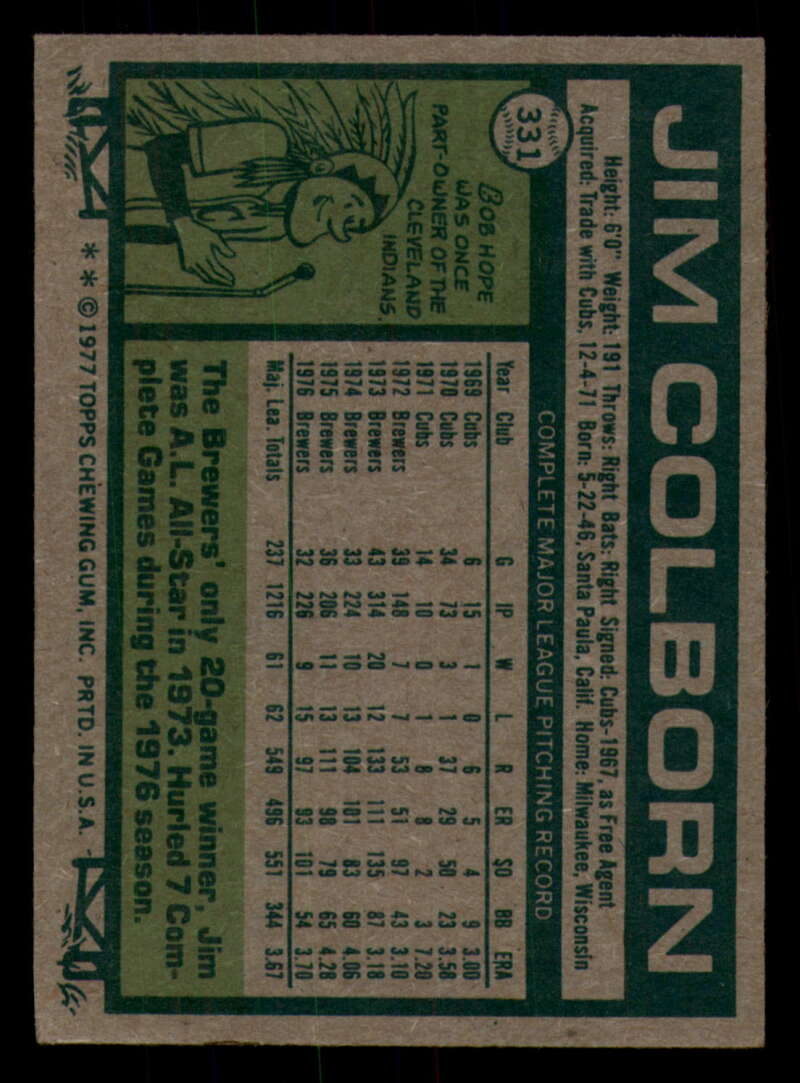 331
JIM COLBORN
Height: 6'0" Weight: 191 Throws: Right Bats: Right Signed: Cubs-1967, as Free Agent
Acquired: Trade with Cubs, 12-4-71 Born: 5-22-46, Santa Paula, Calif. Home: Milwaukee, Wisconsin
COMPLETE MAJOR LEAGUE PITCHING RECORD
Year Club G IP W L R ER SO BB ERA
1969 Cubs 6 15 1 0 6 5 4 9 3.00
1970 Cubs 34 73 3 1 37 29 50 23 3.58
1971 Cubs 14 10 0 1 8 8 2 3 7.20
1972 Brewers 39 148 7 7 53 51 97 43 3.10
1973 Brewers 43 314 20 12 133 111 135 87 3.18
1974 Brewers 33 224 10 13 104 101 83 60 4.06
1975 Brewers 36 206 11 13 111 98 79 65 4.28
1976 Brewers 32 226 9 15 97 93 101 54 3.70
Maj. Lea. Totals 237 1216 61 62 549 496 551 344 3.67
BOB HOPE
WAS ONCE
PART-OWNER OF THE
CLEVELAND
INDIANS.
The Brewers' only 20-game winner, Jim
was A.L. All-Star in 1973. Hurled 7 Com-
plete Games during the 1976 season.
* * © 1977 TOPPS CHEWING GUM, INC. PRTD. IN U.S.A.